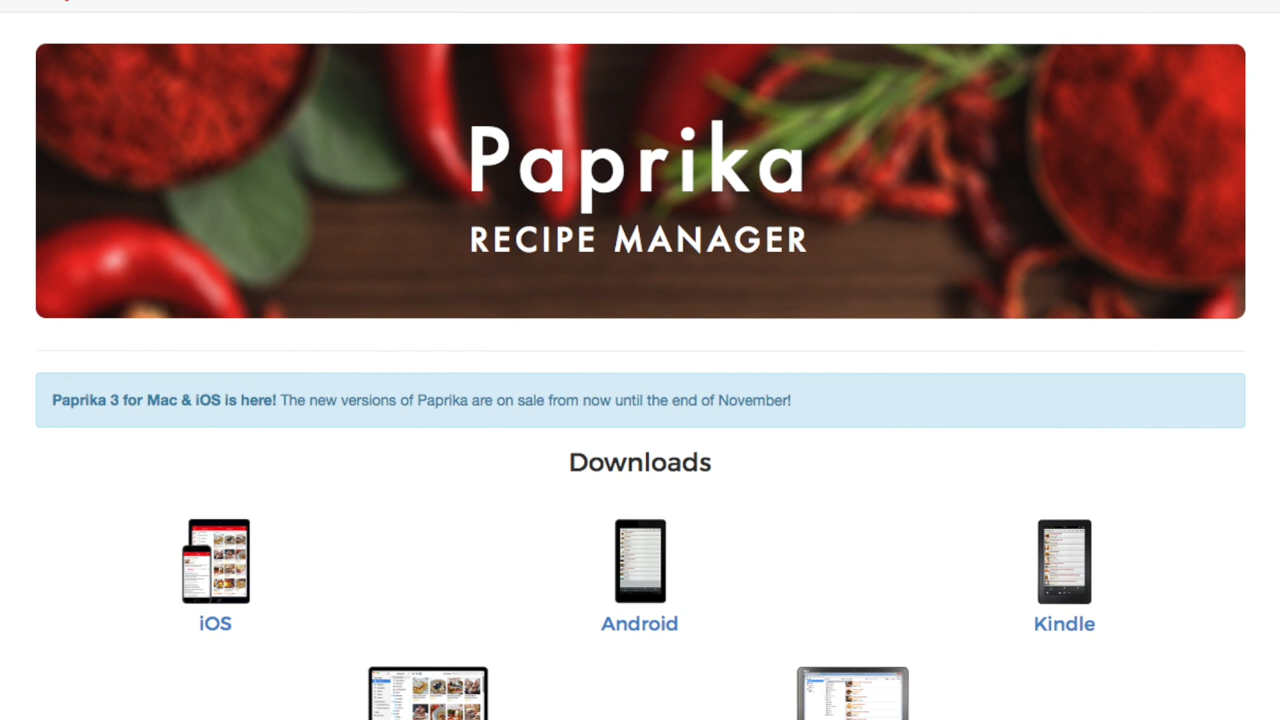 Paprika
RECIPE MANAGER
Paprika 3 for Mac & iOS is here! The new versions of Paprika are on sale from now until the end of November!
Downloads
iOS
Android
Kindle